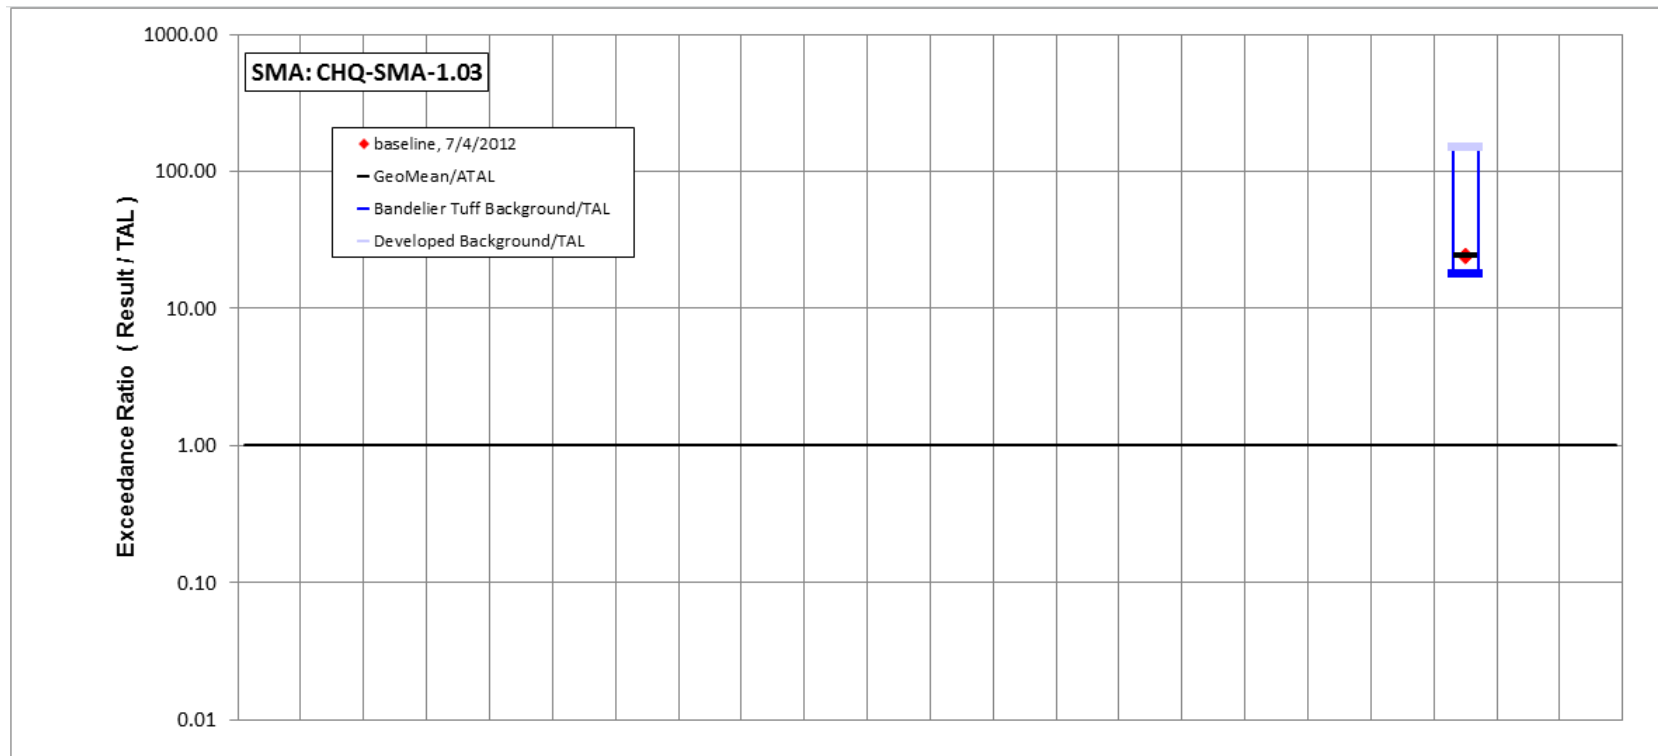 1000.00
SMA: CHQ-SMA-1.03
baseline, 7/4/2012
GeoMean/ATAL
Bandelier Tuff Background/TAL
Developed Background/TAL
100.00
10.00
1.00
0.10
0.01
Exceedance Ratio ( Result / TAL )